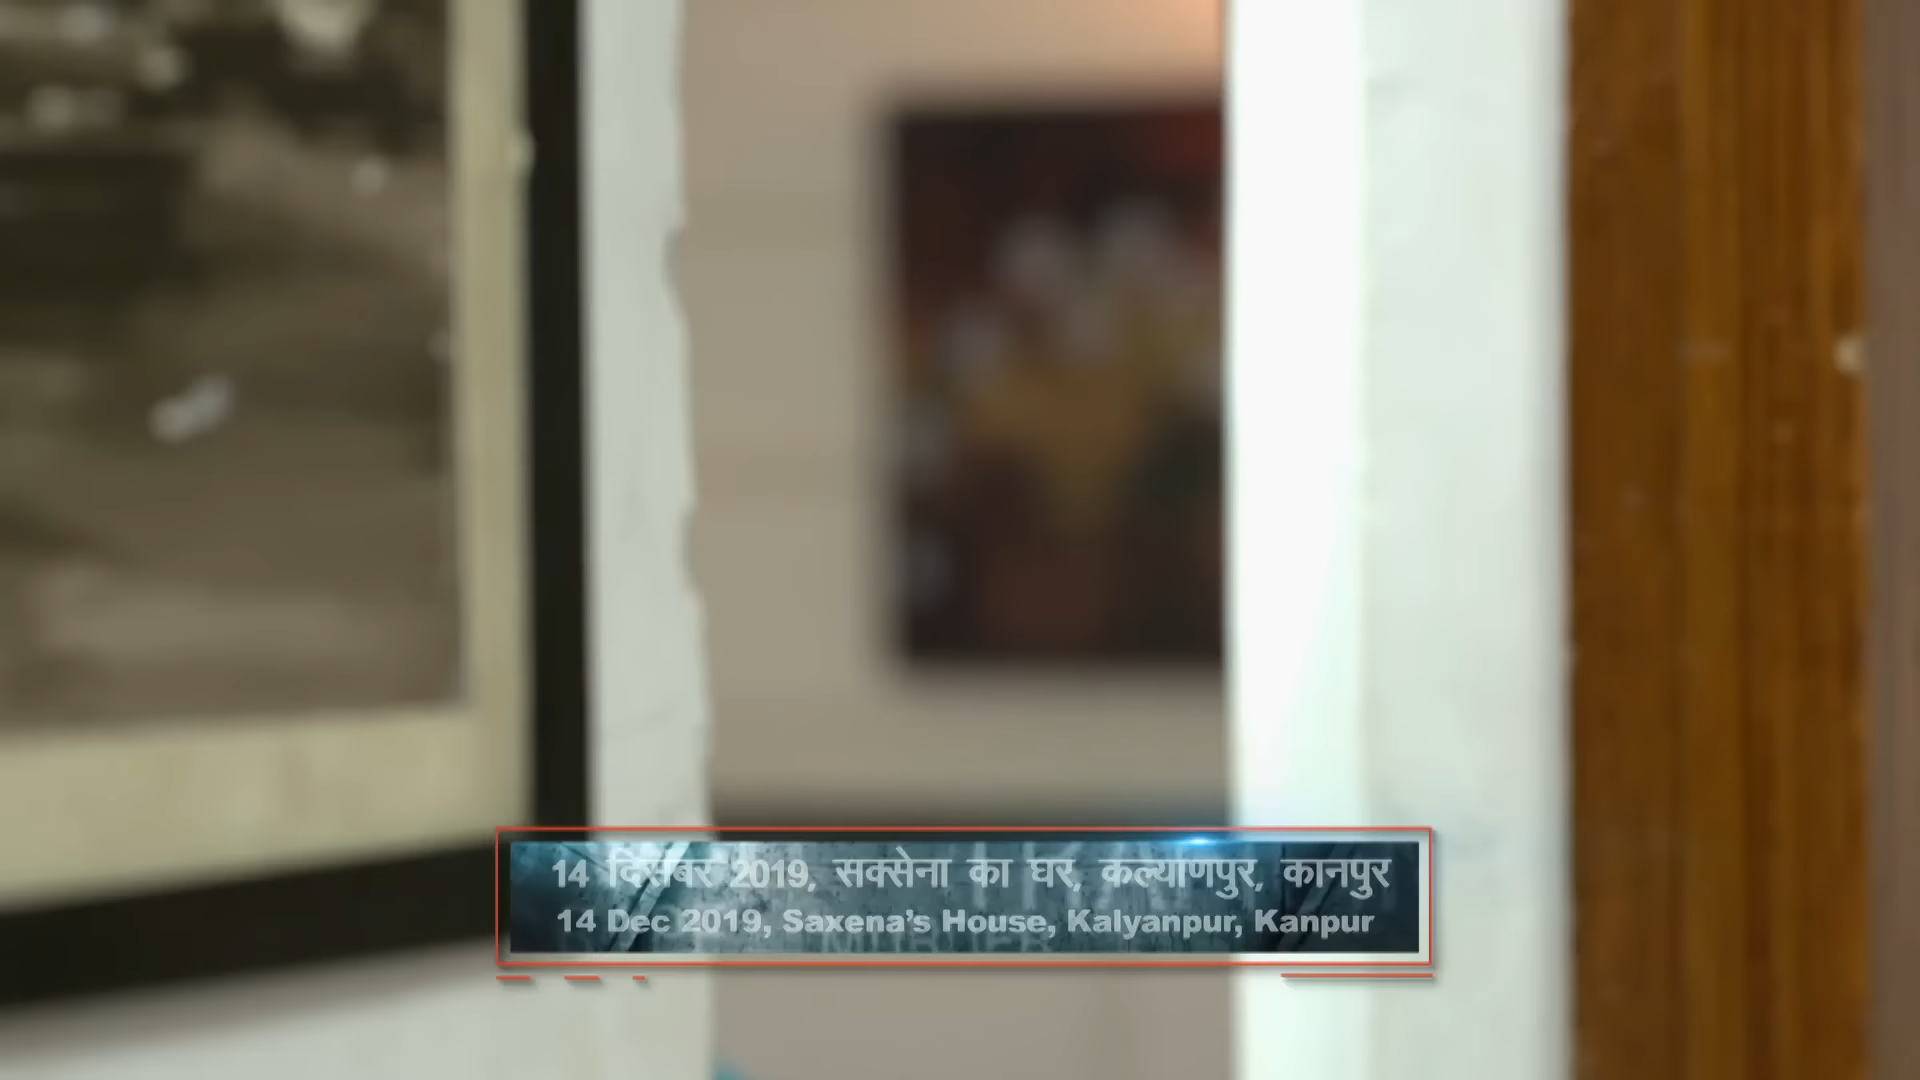 14 दिसंबर 2019, सक्सेना का घर, कल्याणपुर, कानपुर
14 Dec 2019, Saxena’s House, Kalyanpur, Kanpur